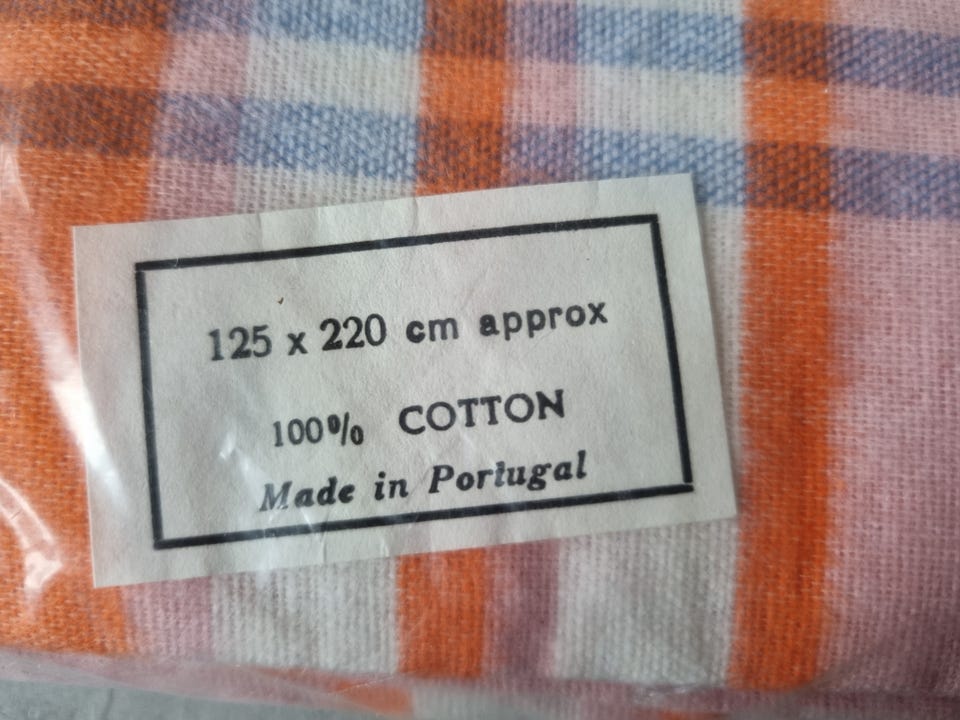 125 x 220 cm approx
100% COTTON
Made in Portugal